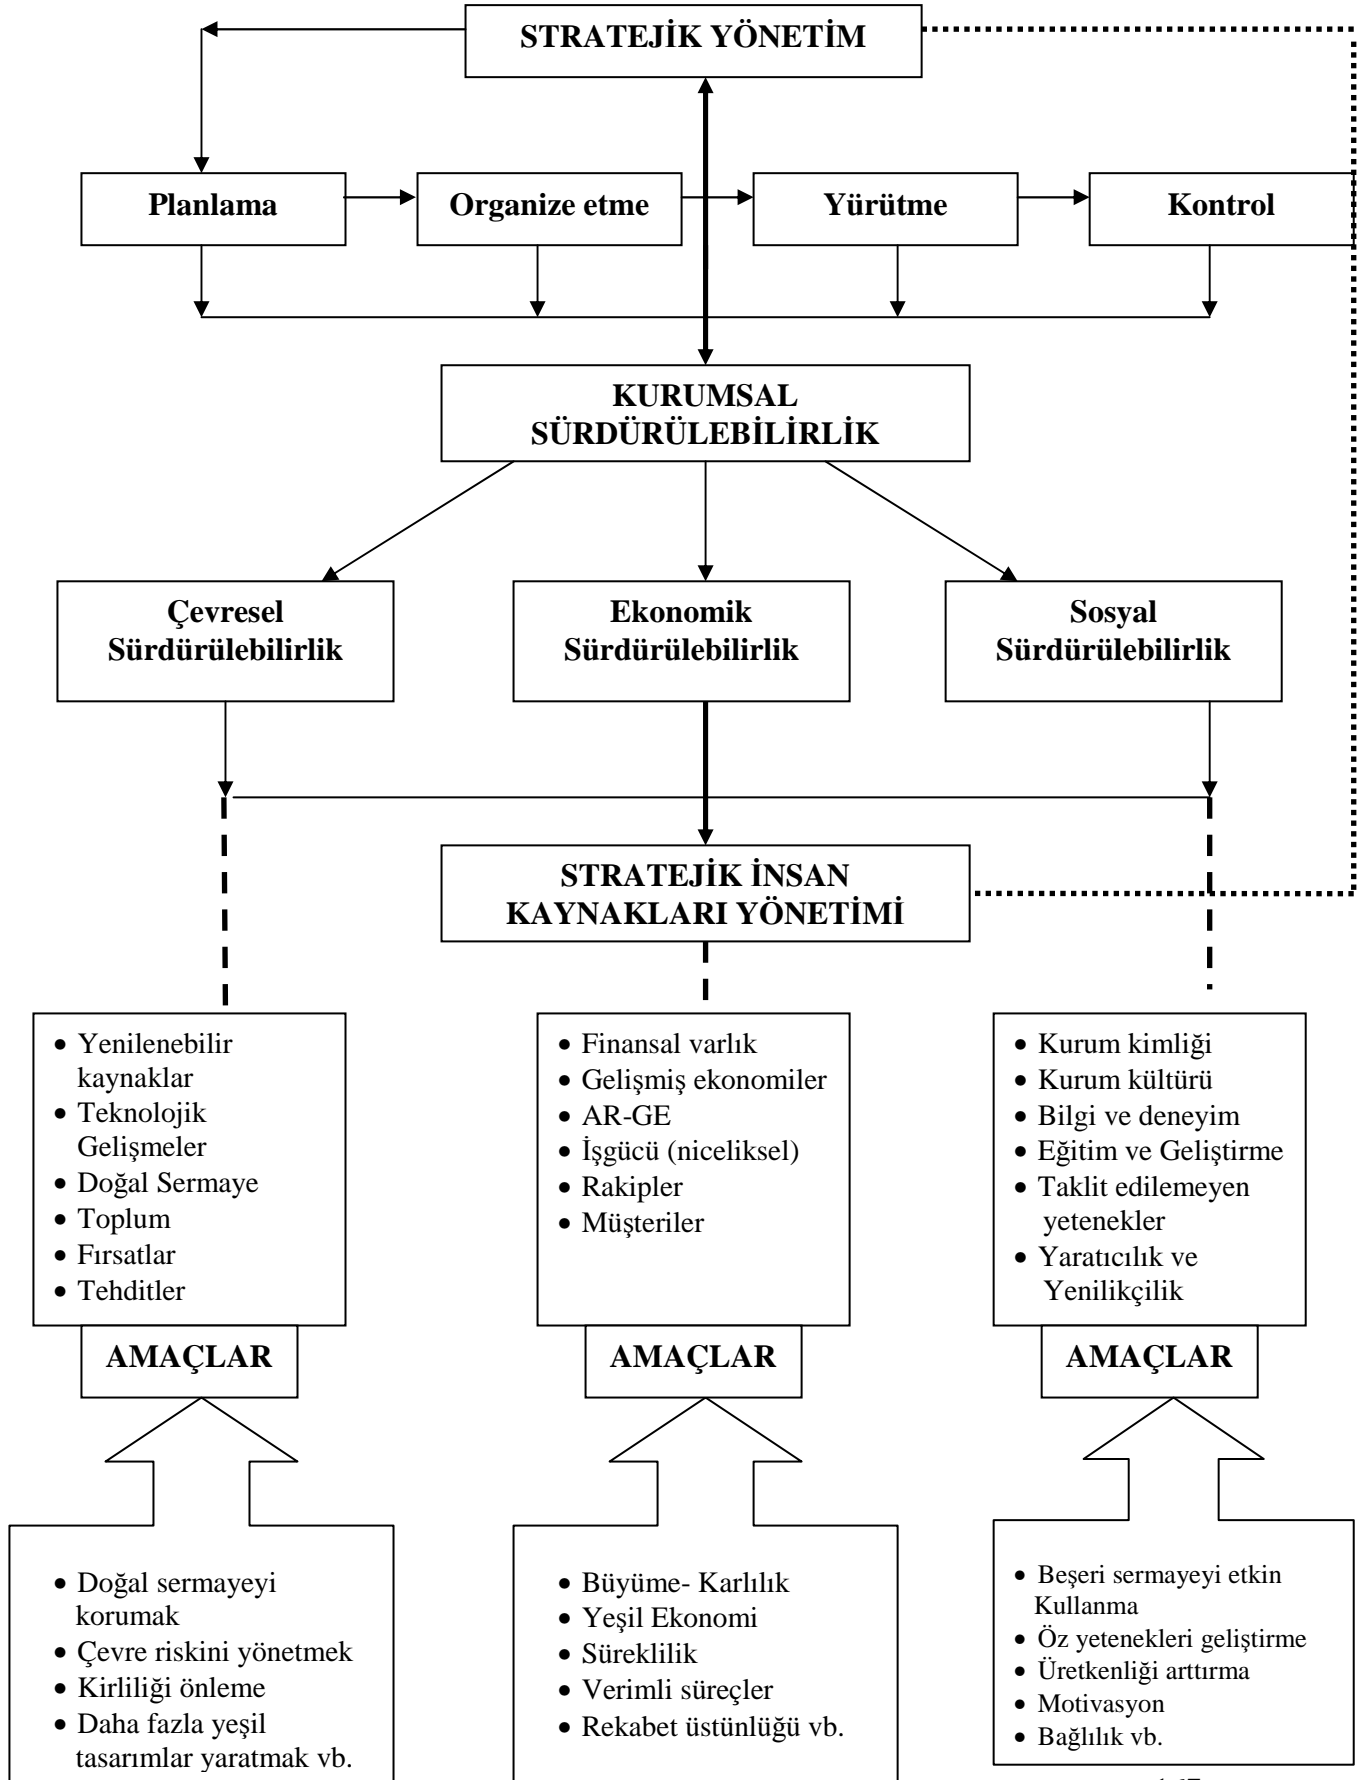 STRATEJİK YÖNETİM
Planlama
Organize etme
Yürütme
Kontrol
KURUMSAL
SÜRDÜRÜLEBİLİRLİK
Çevresel
Sürdürülebilirlik
Ekonomik
Sürdürülebilirlik
Sosyal
Sürdürülebilirlik
STRATEJİK İNSAN
KAYNAKLARI YÖNETİMİ
• Yenilenebilir
kaynaklar
• Teknolojik
Gelişmeler
• Doğal Sermaye
• Toplum
• Fırsatlar
• Tehditler
• Finansal varlık
• Gelişmiş ekonomiler
• AR-GE
• İşgücü (niceliksel)
• Rakipler
• Müşteriler
• Kurum kimliği
• Kurum kültürü
• Bilgi ve deneyim
• Eğitim ve Geliştirme
• Taklit edilemeyen
yetenekler
• Yaratıcılık ve
Yenilikçilik
AMAÇLAR
AMAÇLAR
AMAÇLAR
• Doğal sermayeyi
korumak
• Çevre riskini yönetmek
• Kirliliği önleme
• Daha fazla yeşil
tasarımlar yaratmak vb.
• Büyüme- Karlılık
• Yeşil Ekonomi
• Süreklilik
• Verimli süreçler
• Rekabet üstünlüğü vb.
• Beşeri sermayeyi etkin
Kullanma
• Öz yetenekleri geliştirme
• Üretkenliği arttırma
• Motivasyon
• Bağlılık vb.